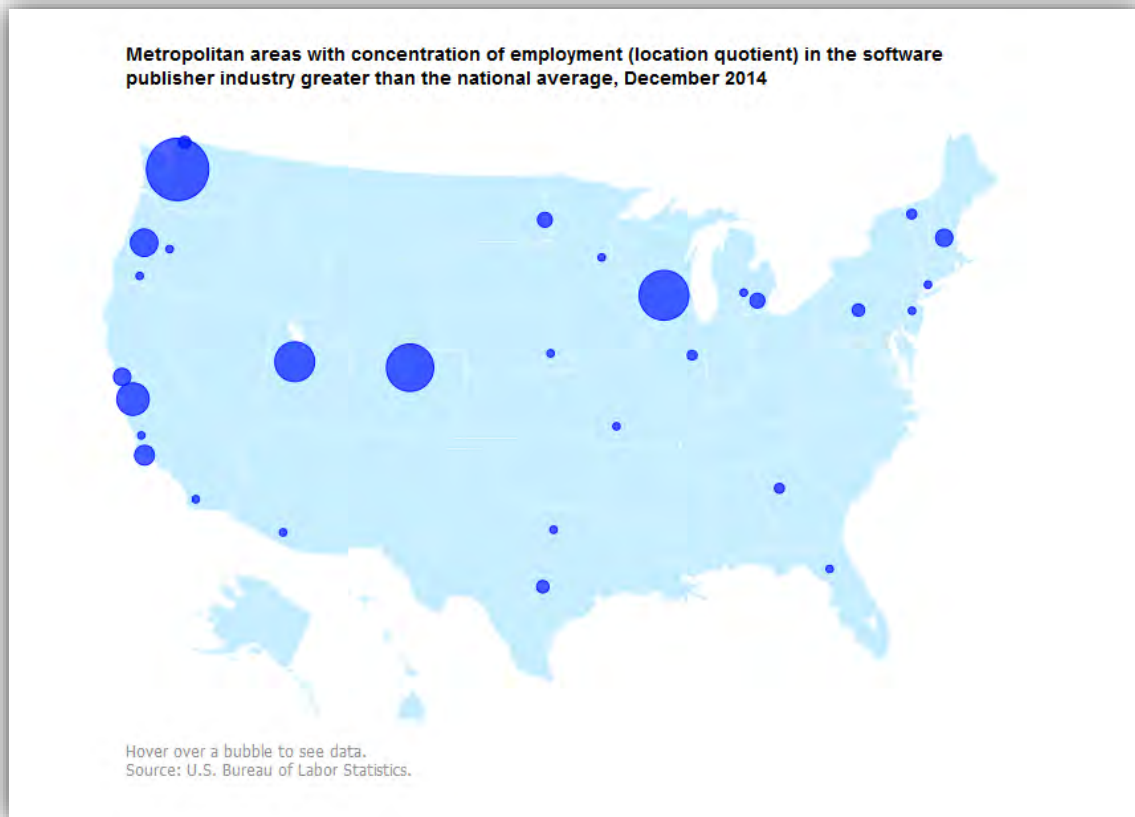 Metropolitan areas with concentration of employment (location quotient) in the software
publisher industry greater than the national average, December 2014
Hover over a bubble to see data.
Source: U.S. Bureau of Labor Statistics.